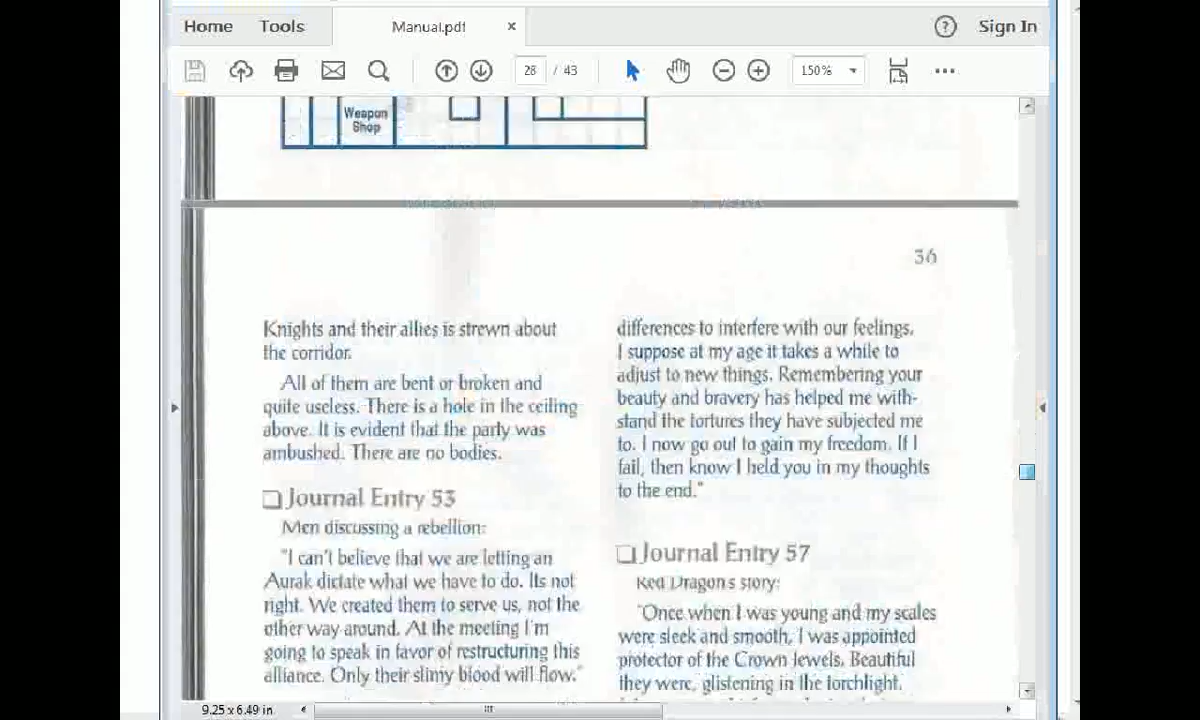 Home Tools Manual.pdf × Sign In
28 / 43 150%
Weapon
Shop
36
Knights and their allies is strewn about
the corridor.
All of them are bent or broken and
quite useless. There is a hole in the ceiling
above. It is evident that the party was
ambushed. There are no bodies.
Journal Entry 53
Men discussing a rebellion:
"I can't believe that we are letting an
Aurak dictate what we have to do. Its not
right. We created them to serve us, not the
other way around. At the meeting I'm
going to speak in favor of restructuring this
alliance. Only their slimy blood will flow."
differences to interfere with our feelings.
I suppose at my age it takes a while to
adjust to new things. Remembering your
beauty and bravery has helped me with-
stand the tortures they have subjected me
to. I now go out to gain my freedom. If I
fail, then know I held you in my thoughts
to the end."
Journal Entry 57
Red Dragon's story:
"Once when I was young and my scales
were sleek and smooth, I was appointed
protector of the Crown Jewels. Beautiful
they were, glistening in the torchlight.
9.25 x 6.49 in